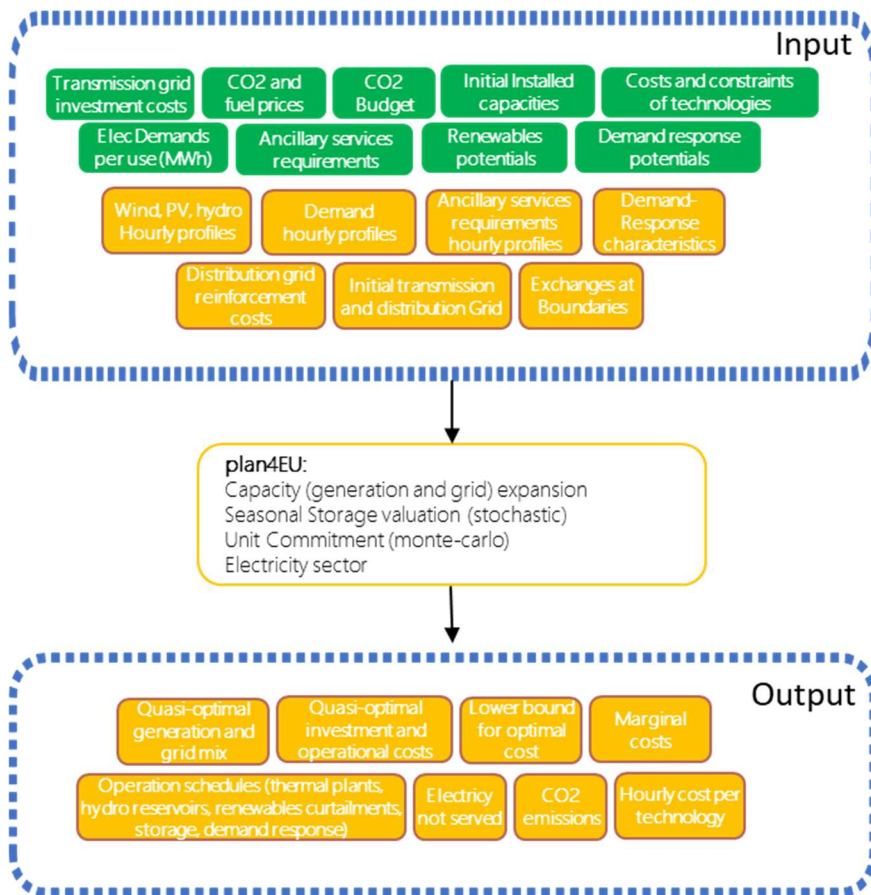 Input
Transmission grid
investment costs
CO2 and
fuel prices
CO2
Budget
Initial Installed
capacities
Costs and constraints
of technologies
Elec Demands
per use (MWh)
Ancillary services
requirements
Renewables
potentials
Demand response
potentials
Wind, PV, hydro
Hourly profiles
Demand
hourly profiles
Ancillary services
requirements
hourly profiles
Demand-
Response
characteristics
Distribution grid
reinforcement
costs
Initial transmission
and distribution Grid
Exchanges at
Boundaries
plan4EU:
Capacity (generation and grid) expansion
Seasonal Storage valuation (stochastic)
Unit Commitment (monte-carlo)
Electricity sector
Output
Quasi-optimal
generation and
grid mix
Quasi-optimal
investment and
operational costs
Lower bound
for optimal
cost
Marginal
costs
Operation schedules (thermal plants,
hydro reservoirs, renewables curtailments,
storage, demand response)
Electricy
not served
CO2
emissions
Hourly cost per
technology